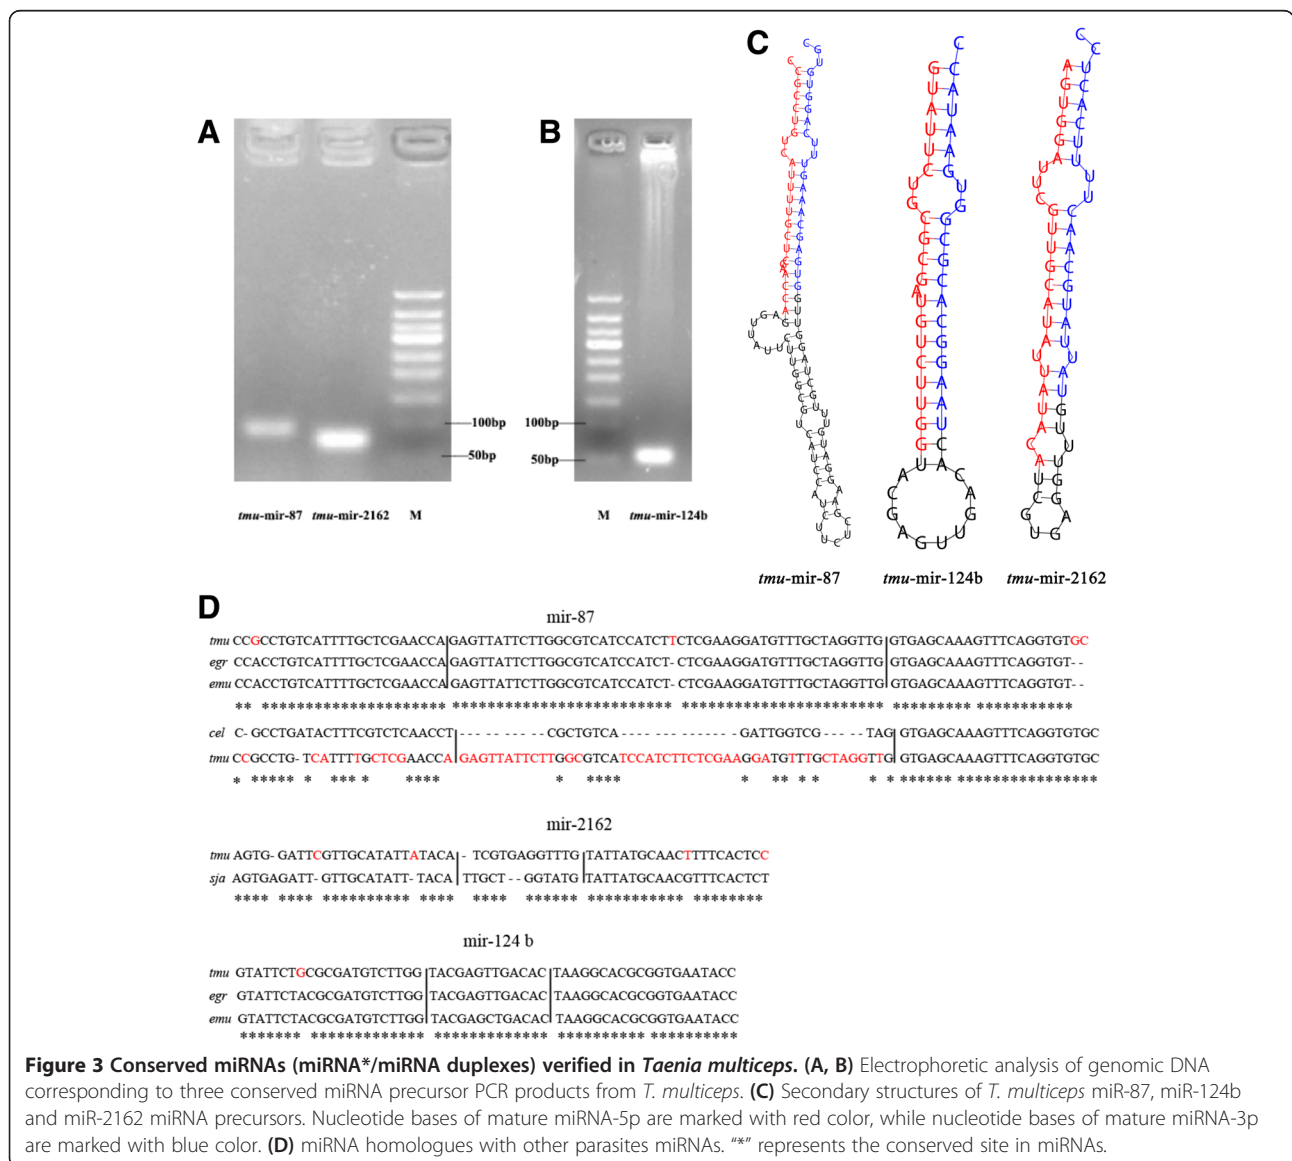 A
B
C
100bp
50bp
100bp
50bp
tmu-mir-87 tmu-mir-2162 M
M tmu-mir-124b
tmu-mir-87
tmu-mir-124b
tmu-mir-2162
D
mir-87
tmu CCGCCTGTCATTTTGCTCGAACCA|GAGTTATTCTTGGCGTCATCCATCTTCTCGAAGGATGTTTGCTAGGTTG|GTGAGCAAAGTTTCAGGTGTGC
egr CCACCTGTCATTTTGCTCGAACCA|GAGTTATTCTTGGCGTCATCCATCT-CTCGAAGGATGTTTGCTAGGTTG|GTGAGCAAAGTTTCAGGTGT--
emu CCACCTGTCATTTTGCTCGAACCA|GAGTTATTCTTGGCGTCATCCATCT-CTCGAAGGATGTTTGCTAGGTTG|GTGAGCAAAGTTTCAGGTGT--
** ********************* ************************* *********************** ********* **********
cel C-GCCTGATACTTTCGTCTCAACCT|----------CGCTGTCA------------GATTGGTCG-----TAG|GTGAGCAAAGTTTCAGGTGTGC
tmu CCGCCTG-TCATTTTGCTCGAACCA|GAGTTATTCTTGGCGTCATCCATCTTCTCGAAGGATGTTTGCTAGGTTG|GTGAGCAAAGTTTCAGGTGTGC
* ***** * *** * **** * **** * ** * * * * **********************
mir-2162
tmu AGTG-GATTCGTTGCATATTATACA|-TCGTGAGGTTTG|TATTATGCAACTTTTCACTCC
sja AGTGAGATT-GTTGCATATT-TACA|TTGCT--GGTATG|TATTATGCAACGTTTCACTCT
**** **** ********** **** **** ****** *********** ********
mir-124 b
tmu GTATTCTGCGCGATGTCTTGG|TACGAGTTGACAC|TAAGGCACGCGGTGAATACC
egr GTATTCTACGCGATGTCTTGG|TACGAGTTGACAC|TAAGGCACGCGGTGAATACC
emu GTATTCTACGCGATGTCTTGG|TACGAGCTGACAC|TAAGGCACGCGGTGAATACC
******* ************* ************* ********** **********
Figure 3 Conserved miRNAs (miRNA*/miRNA duplexes) verified in Taenia multiceps. (A, B) Electrophoretic analysis of genomic DNA
corresponding to three conserved miRNA precursor PCR products from T. multiceps. (C) Secondary structures of T. multiceps miR-87, miR-124b
and miR-2162 miRNA precursors. Nucleotide bases of mature miRNA-5p are marked with red color, while nucleotide bases of mature miRNA-3p
are marked with blue color. (D) miRNA homologues with other parasites miRNAs. “*” represents the conserved site in miRNAs.